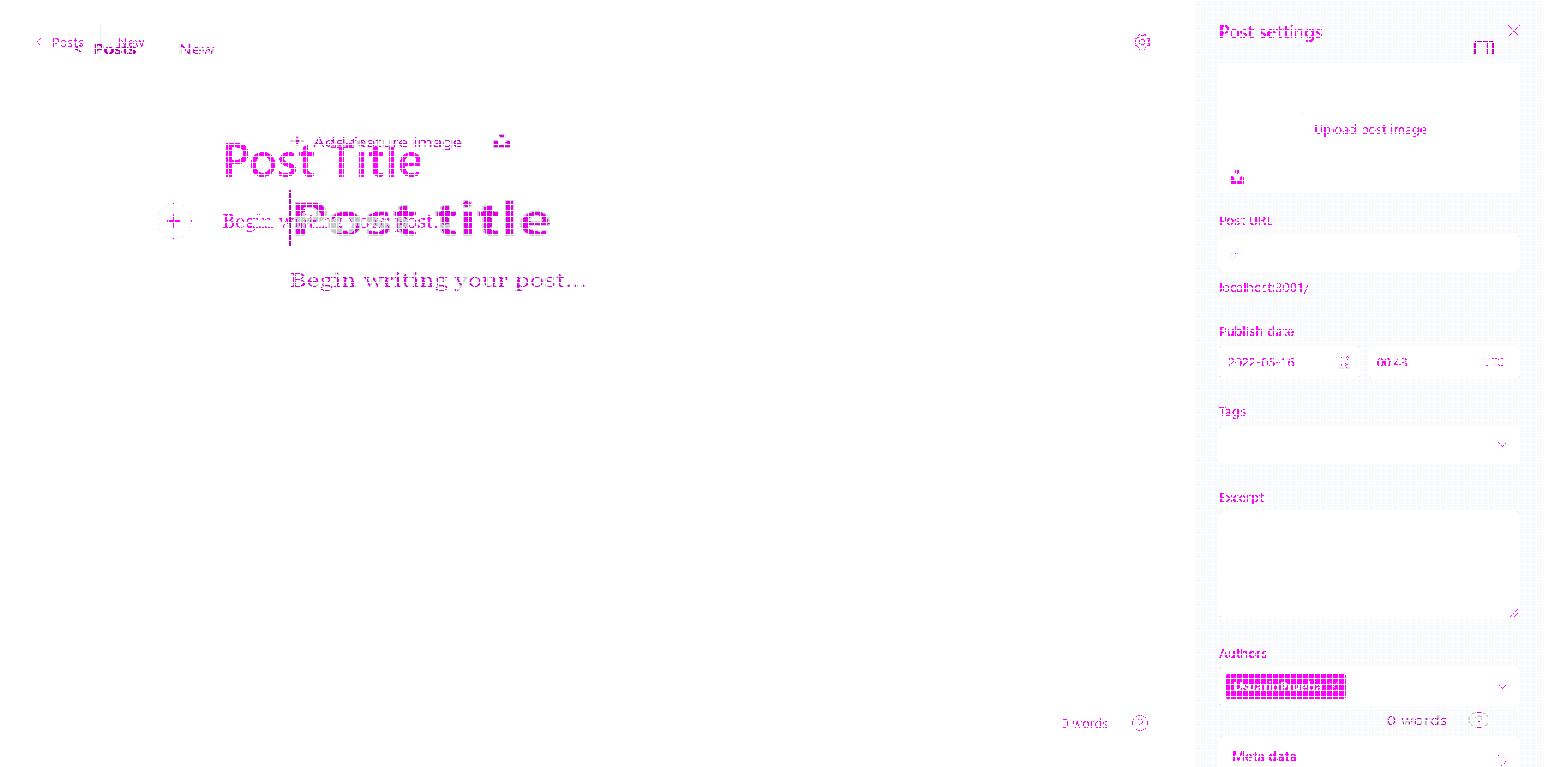 Posts New
Posts New
Post settings
+ Add feature image
Upload post image
Post Title
Post title
Begin writing your post...
Begin writing your post...
Post URL
localhost:3001/
Publish date
2022-05-16 00:43 UTC
Tags
Excerpt
Authors
0 words
0 words
Meta data